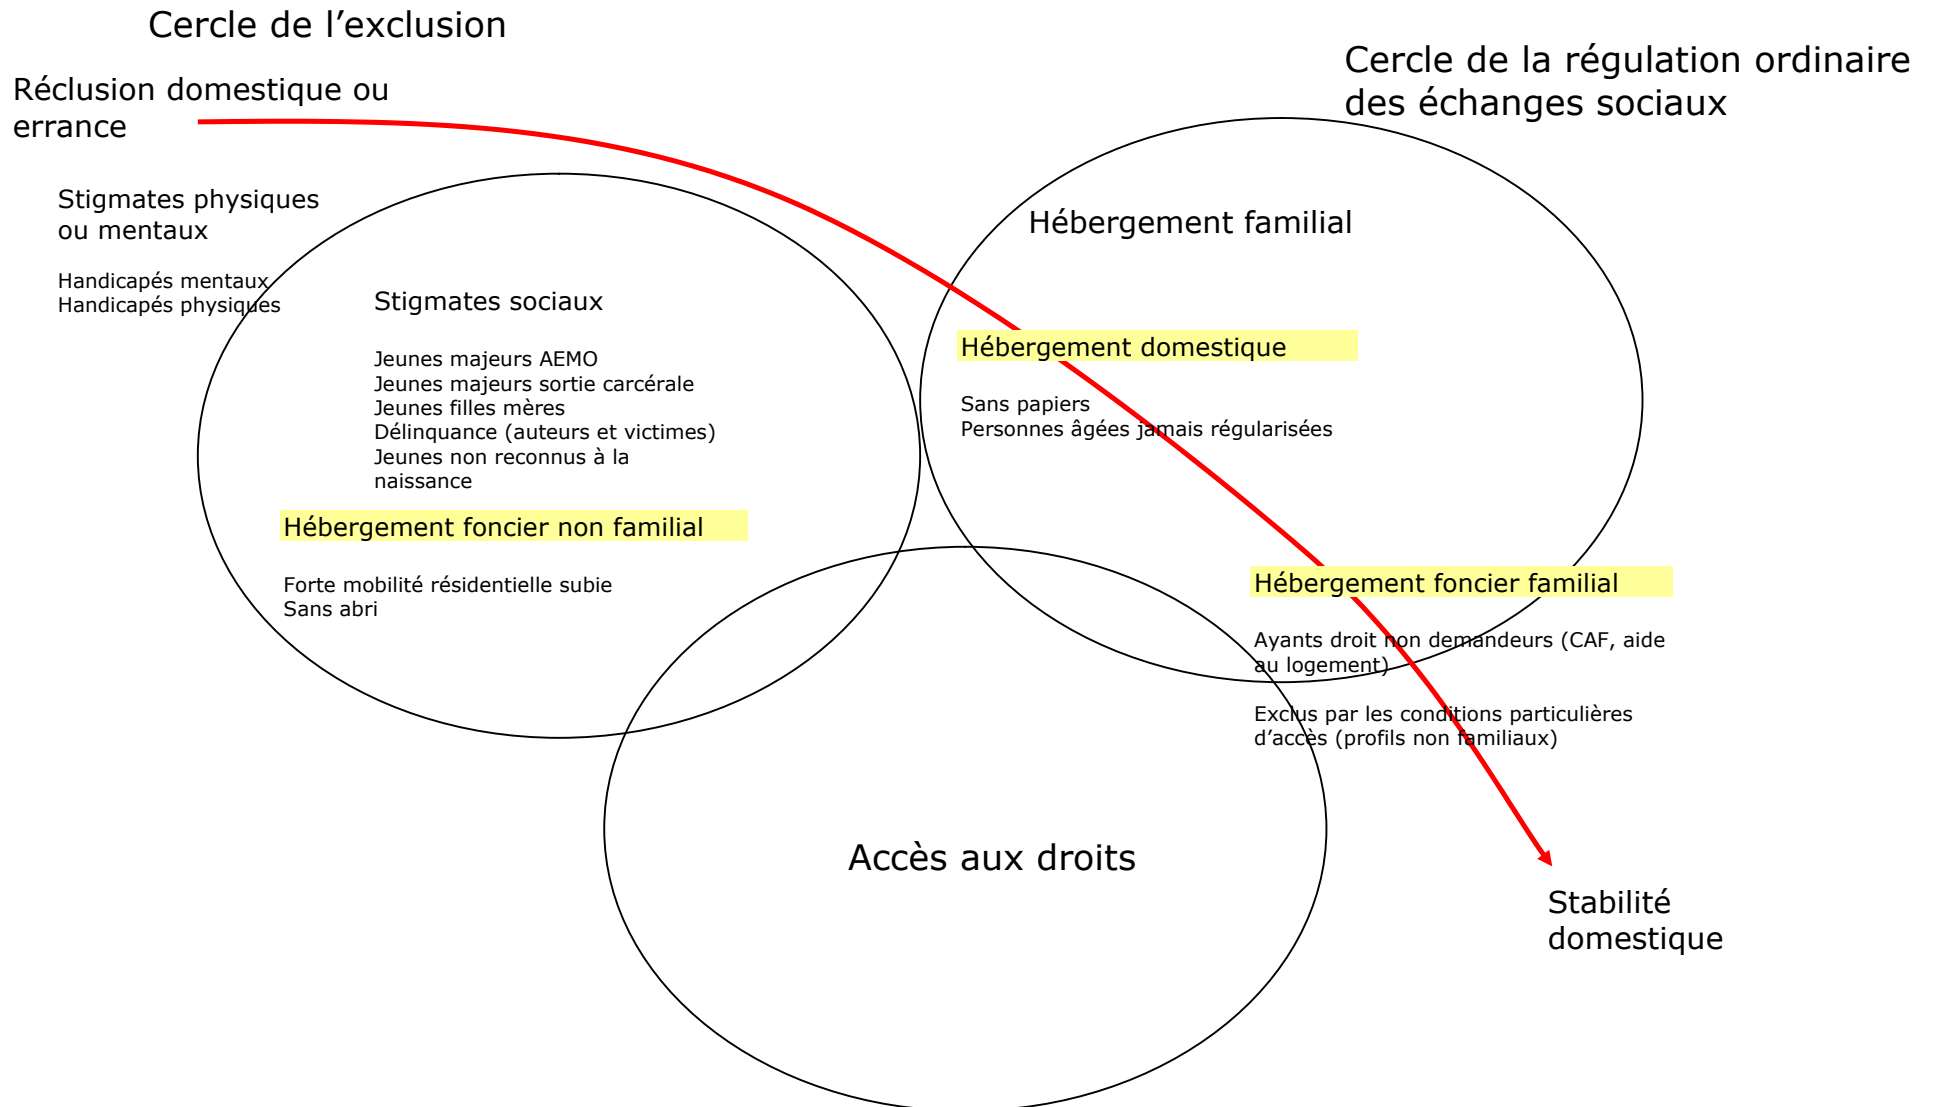 Cercle de l’exclusion
Cercle de la régulation ordinaire
des échanges sociaux
Réclusion domestique ou
errance
Stigmates physiques
ou mentaux
Handicapés mentaux
Handicapés physiques
Stigmates sociaux
Jeunes majeurs AEMO
Jeunes majeurs sortie carcérale
Jeunes filles mères
Délinquance (auteurs et victimes)
Jeunes non reconnus à la
naissance
Hébergement foncier non familial
Forte mobilité résidentielle subie
Sans abri
Hébergement familial
Hébergement domestique
Sans papiers
Personnes âgées jamais régularisées
Hébergement foncier familial
Ayants droit non demandeurs (CAF, aide
au logement)
Exclus par les conditions particulières
d’accès (profils non familiaux)
Accès aux droits
Stabilité
domestique